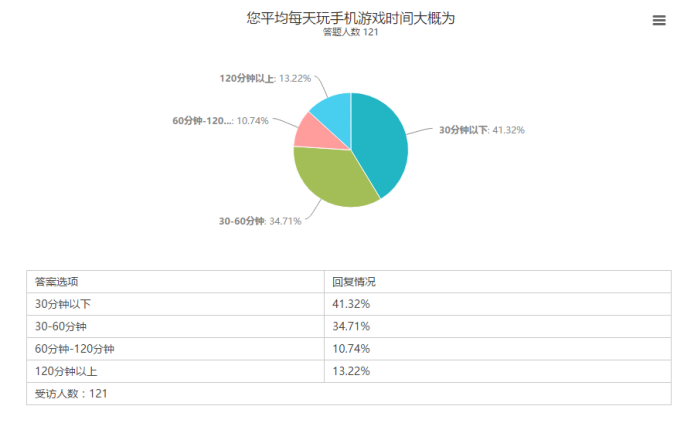 您平均每天玩手机游戏时间大概为
答题人数 121
120分钟以上: 13.22%
60分钟-120...: 10.74%
30分钟以下: 41.32%
30-60分钟: 34.71%
答案选项 回复情况
30分钟以下 41.32%
30-60分钟 34.71%
60分钟-120分钟 10.74%
120分钟以上 13.22%
受访人数：121